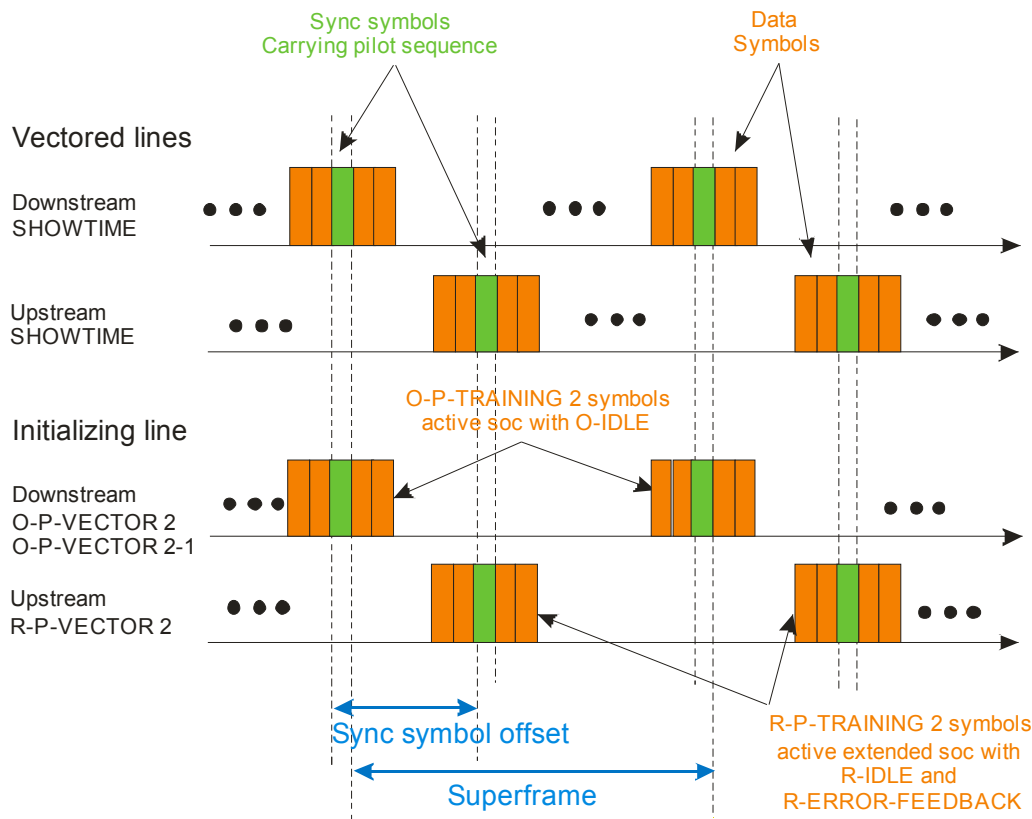 Sync symbols
Carrying pilot sequence
Data
Symbols
Vectored lines
Downstream
SHOWTIME
Upstream
SHOWTIME
O-P-TRAINING 2 symbols
active soc with O-IDLE
Initializing line
Downstream
O-P-VECTOR 2
O-P-VECTOR 2-1
Upstream
R-P-VECTOR 2
Sync symbol offset
Superframe
R-P-TRAINING 2 symbols
active extended soc with
R-IDLE and
R-ERROR-FEEDBACK